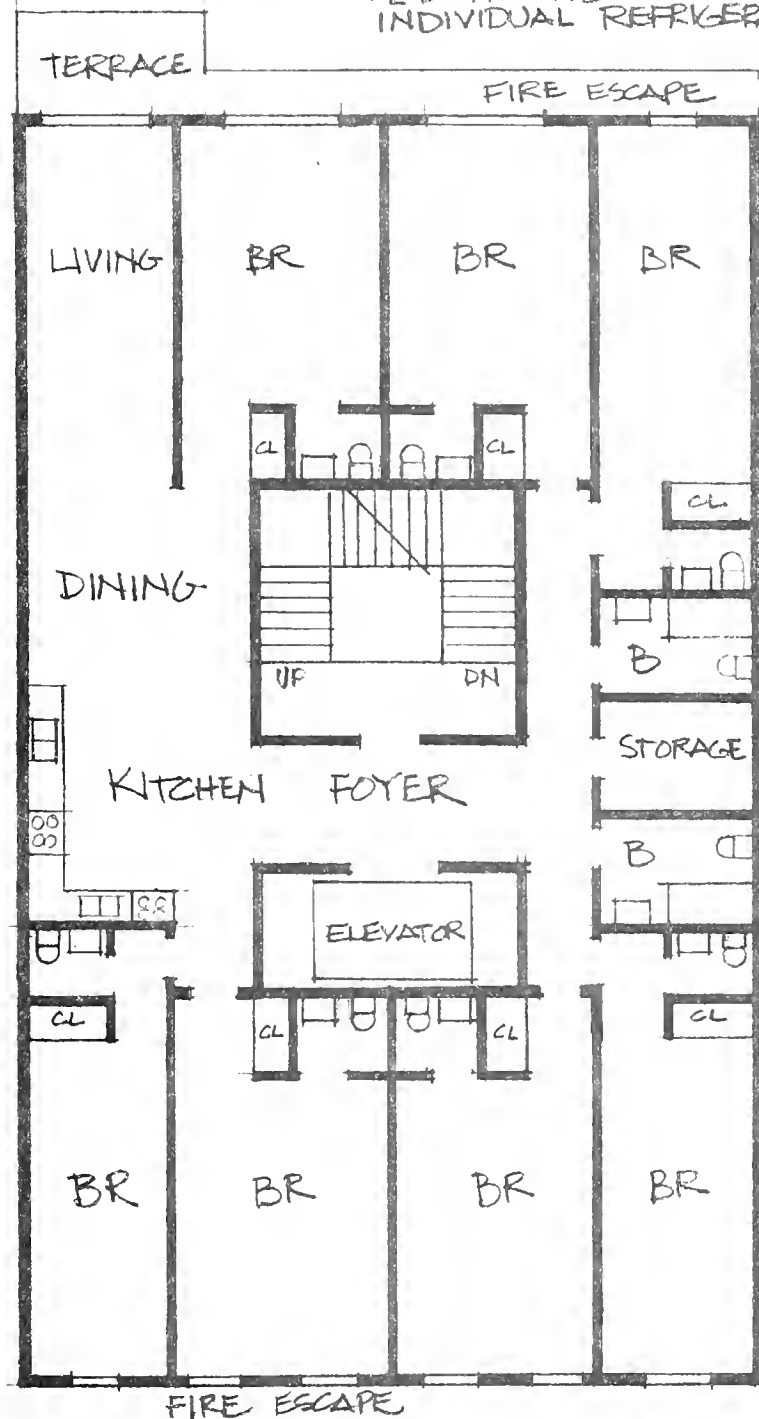 INDIVIDUAL REFRIGER
TERRACE
FIRE ESCAPE
LIVING
BR
BR
BR
CL
CL
CL
DINING
UP
DN
B
STORAGE
KITCHEN
FOYER
B
ELEVATOR
CL
CL
CL
CL
BR
BR
BR
BR
FIRE ESCAPE